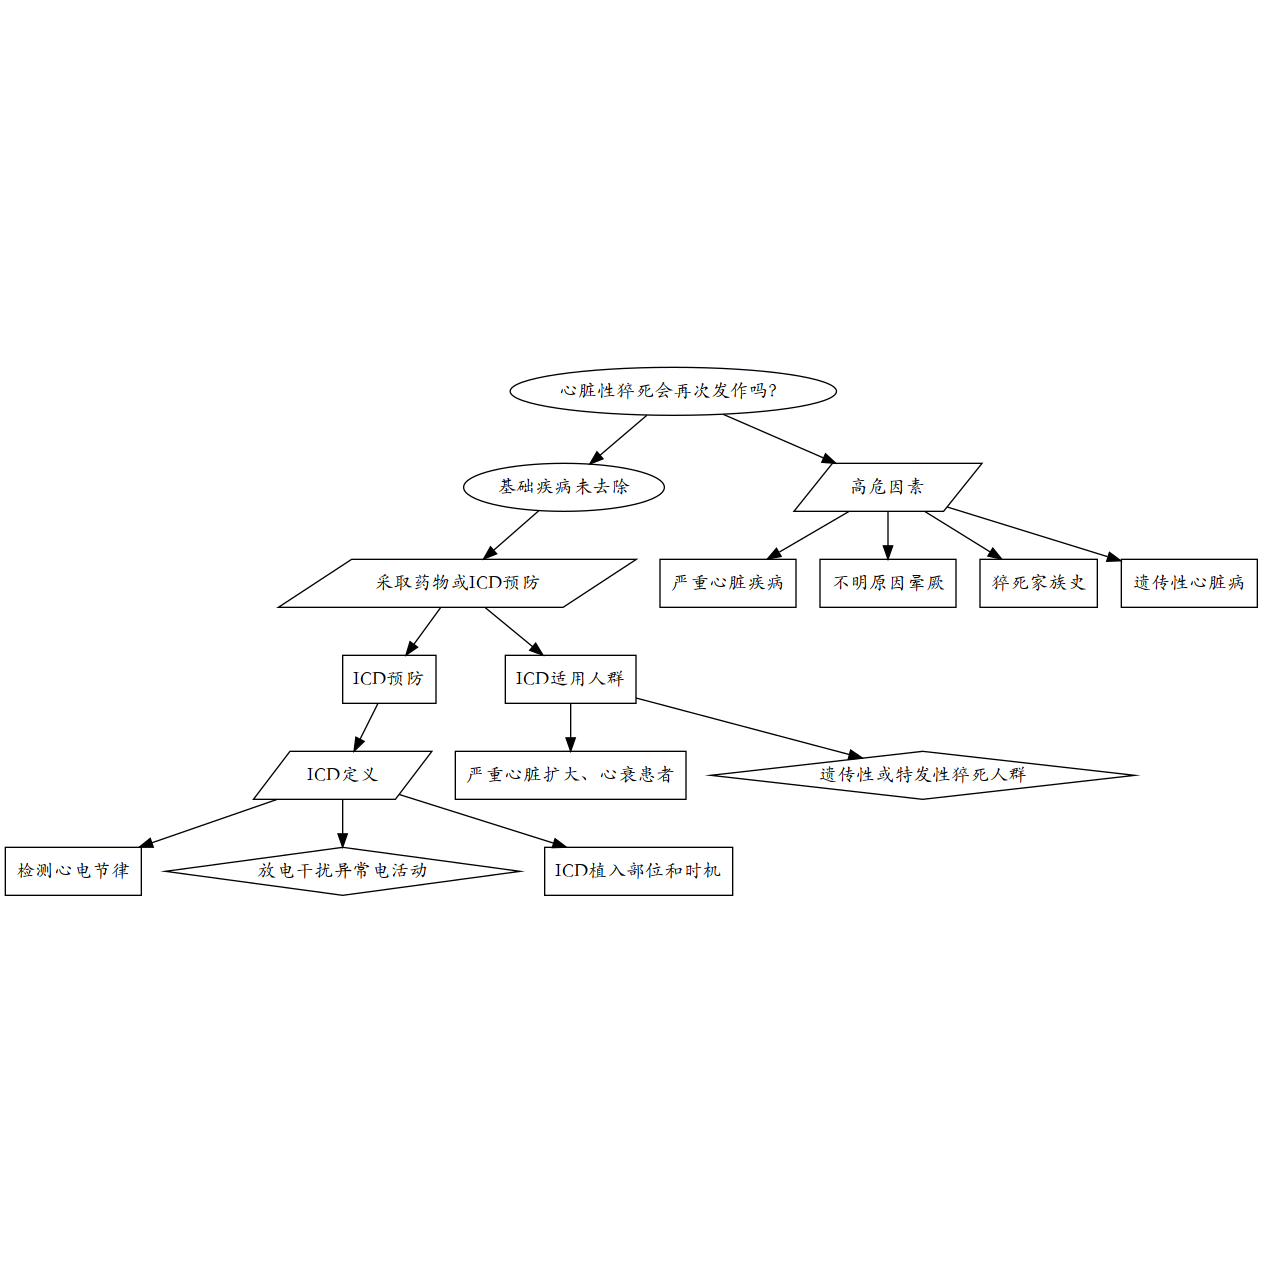 心脏性猝死会再次发作吗?
基础疾病未去除
高危因素
采取药物或ICD预防
严重心脏疾病
不明原因晕厥
猝死家族史
遗传性心脏病
ICD预防
ICD适用人群
ICD定义
严重心脏扩大、心衰患者
遗传性或特发性猝死人群
检测心电节律
放电干扰异常电活动
ICD植入部位和时机